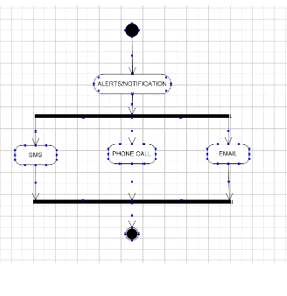 ALERTS/NOTIFICATION
SMS
PHONE CALL
EMAIL